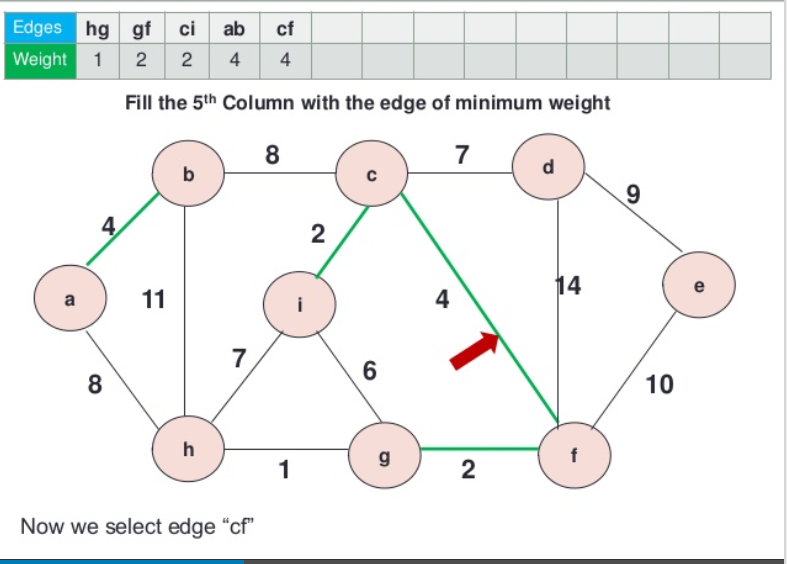 Edges hg gf ci ab cf
Weight 1 2 2 4 4
Fill the 5th Column with the edge of minimum weight
8 7
b c d
9
4
2
a 11 i 4 14 e
7 6
8 10
h g f
1 2
Now we select edge “cf”